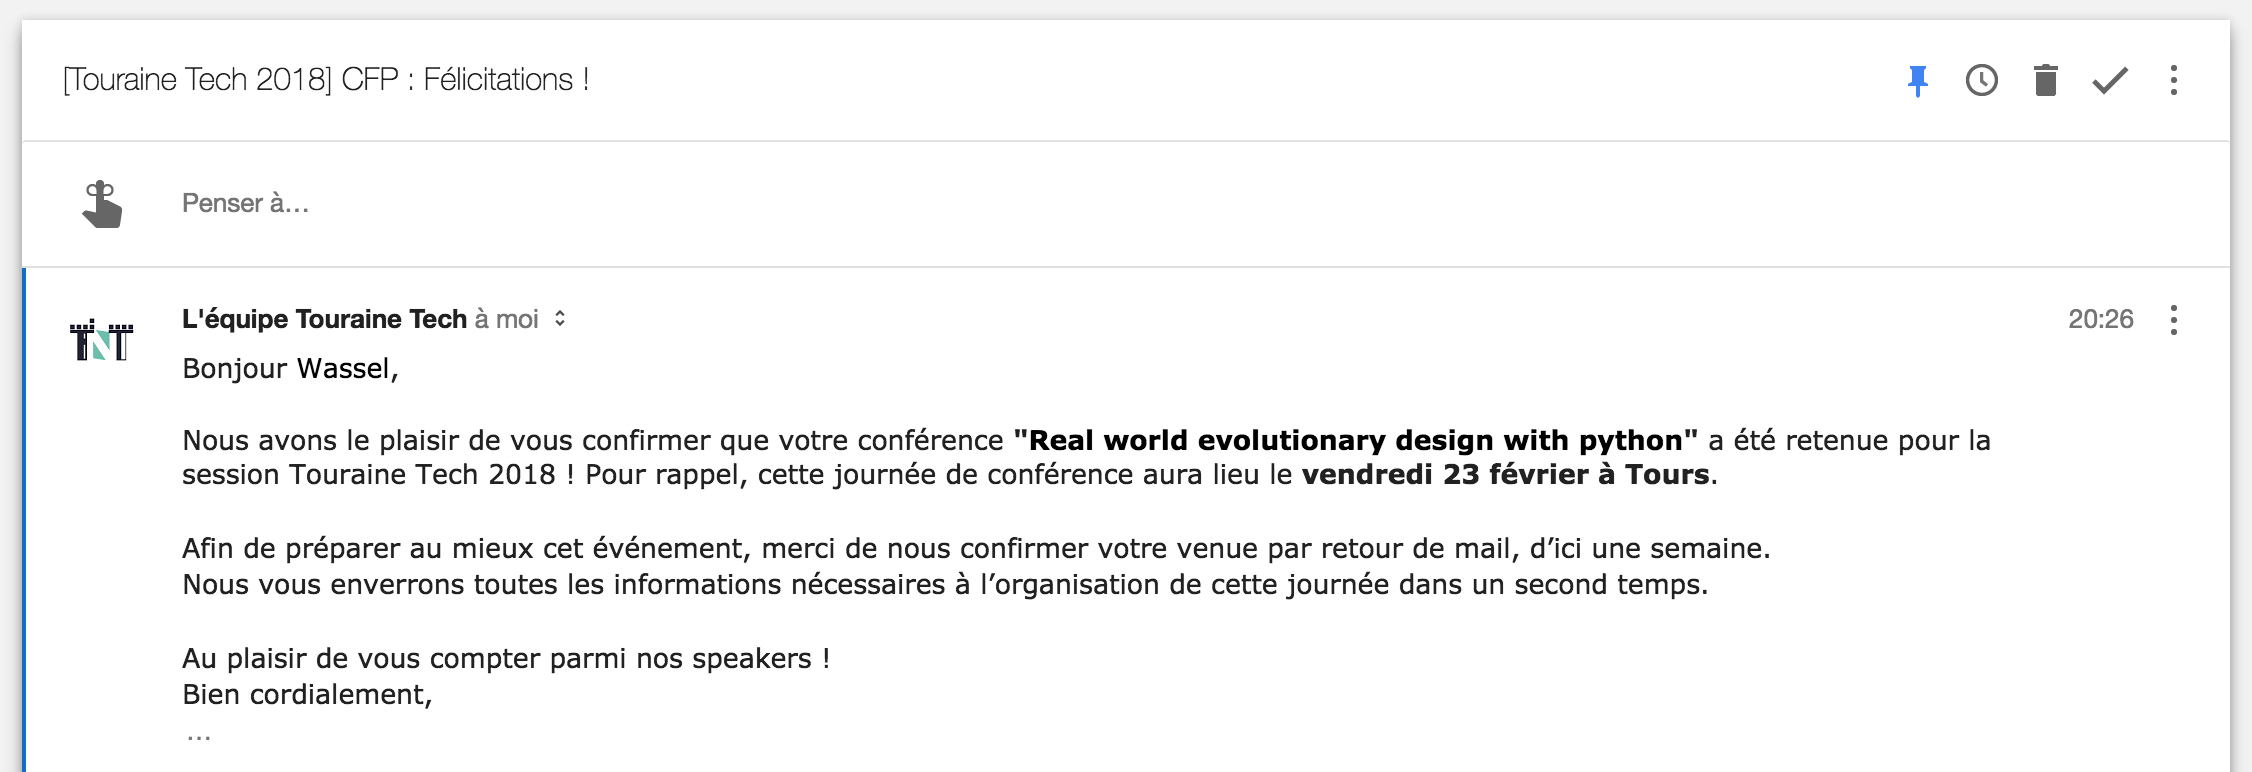 [Touraine Tech 2018] CFP : Félicitations !
Penser à...
TNT
L'équipe Touraine Tech à moi
20:26
Bonjour Wassel,
Nous avons le plaisir de vous confirmer que votre conférence "Real world evolutionary design with python" a été retenue pour la
session Touraine Tech 2018 ! Pour rappel, cette journée de conférence aura lieu le vendredi 23 février à Tours.
Afin de préparer au mieux cet événement, merci de nous confirmer votre venue par retour de mail, d’ici une semaine.
Nous vous enverrons toutes les informations nécessaires à l’organisation de cette journée dans un second temps.
Au plaisir de vous compter parmi nos speakers !
Bien cordialement,
...